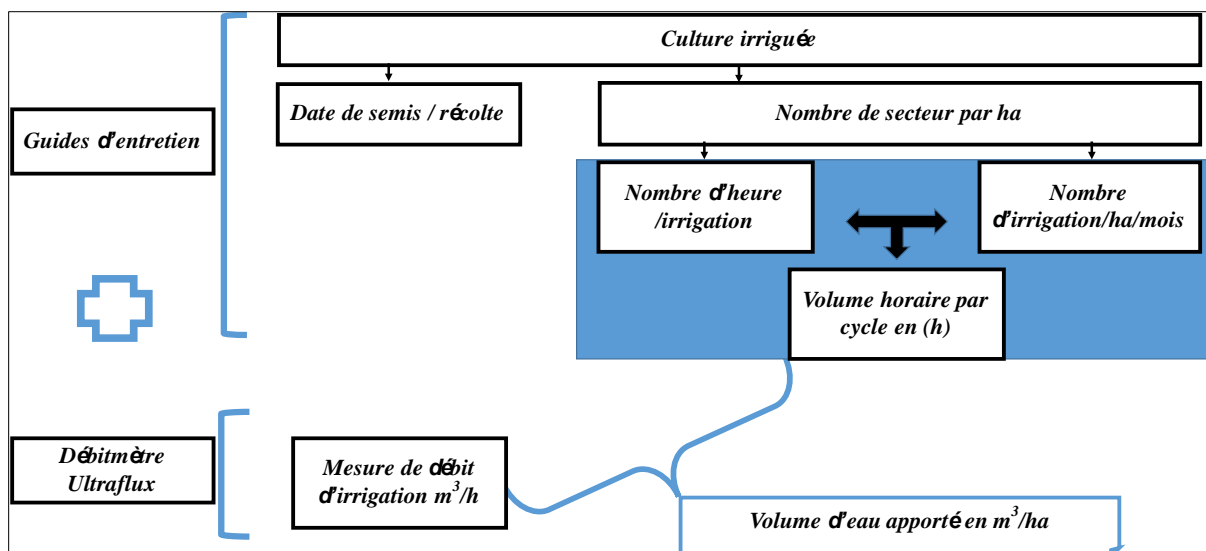 Culture irriguée
Date de semis / récolte
Nombre de secteur par ha
Guides d'entretien
Nombre d'heure
/irrigation
Nombre
d'irrigation/ha/mois
Volume horaire par
cycle en (h)
Débitmètre
Ultraflux
Mesure de débit
d'irrigation m³/h
Volume d'eau apporté en m³/ha